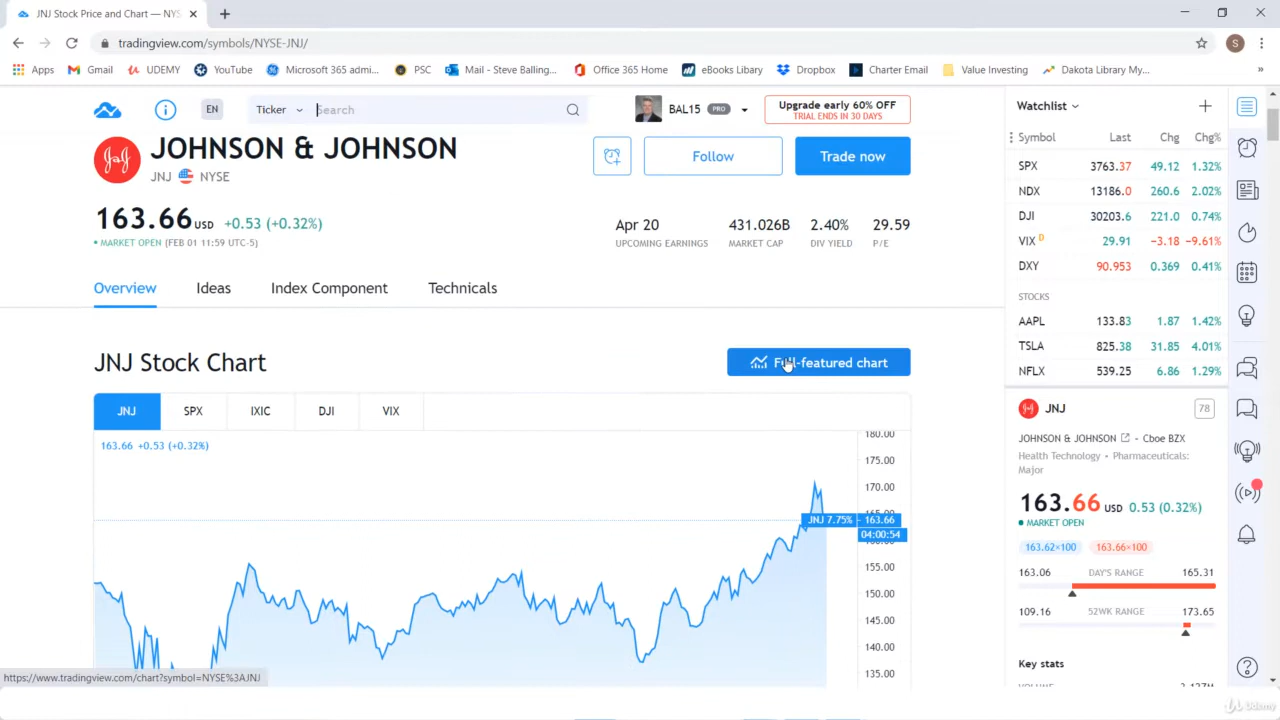 JNJ Stock Price and Chart — NYS
tradingview.com/symbols/NYSE-JNJ/
S
Apps Gmail UDEMY YouTube Microsoft 365 admi... PSC Mail - Steve Balling... Office 365 Home eBooks Libary Dropbox Charter Email Value Investing Dakota Library My... »
EN Ticker Search BAL15 PRO
Upgrade early 60% OFF
TRIAL ENDS IN 30 DAYS
JOHNSON & JOHNSON
JNJ NYSE
Follow
Trade now
163.66 USD +0.53 (+0.32%)
• MARKET OPEN (FEB 01 11:59 UTC-5)
Apr 20 431.026B 2.40% 29.59
UPCOMING EARNINGS MARKET CAP DIV YIELD P/E
Overview Ideas Index Component Technicals
JNJ Stock Chart
Full-featured chart
JNJ SPX IXIC DJI VIX
163.66 +0.53 (+0.32%)
180.00
175.00
170.00
165.00
JNJ 7.75% 163.66
04:00:54
160.00
155.00
150.00
145.00
140.00
135.00
https://www.tradingview.com/chart?symbol=NYSE%3AJNJ
Watchlist
Symbol Last Chg Chg%
SPX 3763.37 49.12 1.32%
NDX 13186.0 260.6 2.02%
DJI 30203.6 221.0 0.74%
VIX D 29.91 −3.18 −9.61%
DXY 90.953 0.369 0.41%
STOCKS
AAPL 133.83 1.87 1.42%
TSLA 825.38 31.85 4.01%
NFLX 539.25 6.86 1.29%
JNJ 78
JOHNSON & JOHNSON - Cboe BZX
Health Technology • Pharmaceuticals:
Major
163.66 USD 0.53 (0.32%)
• MARKET OPEN
163.62×100 163.66×100
163.06 DAY'S RANGE 165.31
109.16 52WK RANGE 173.65
Key stats
Udemy